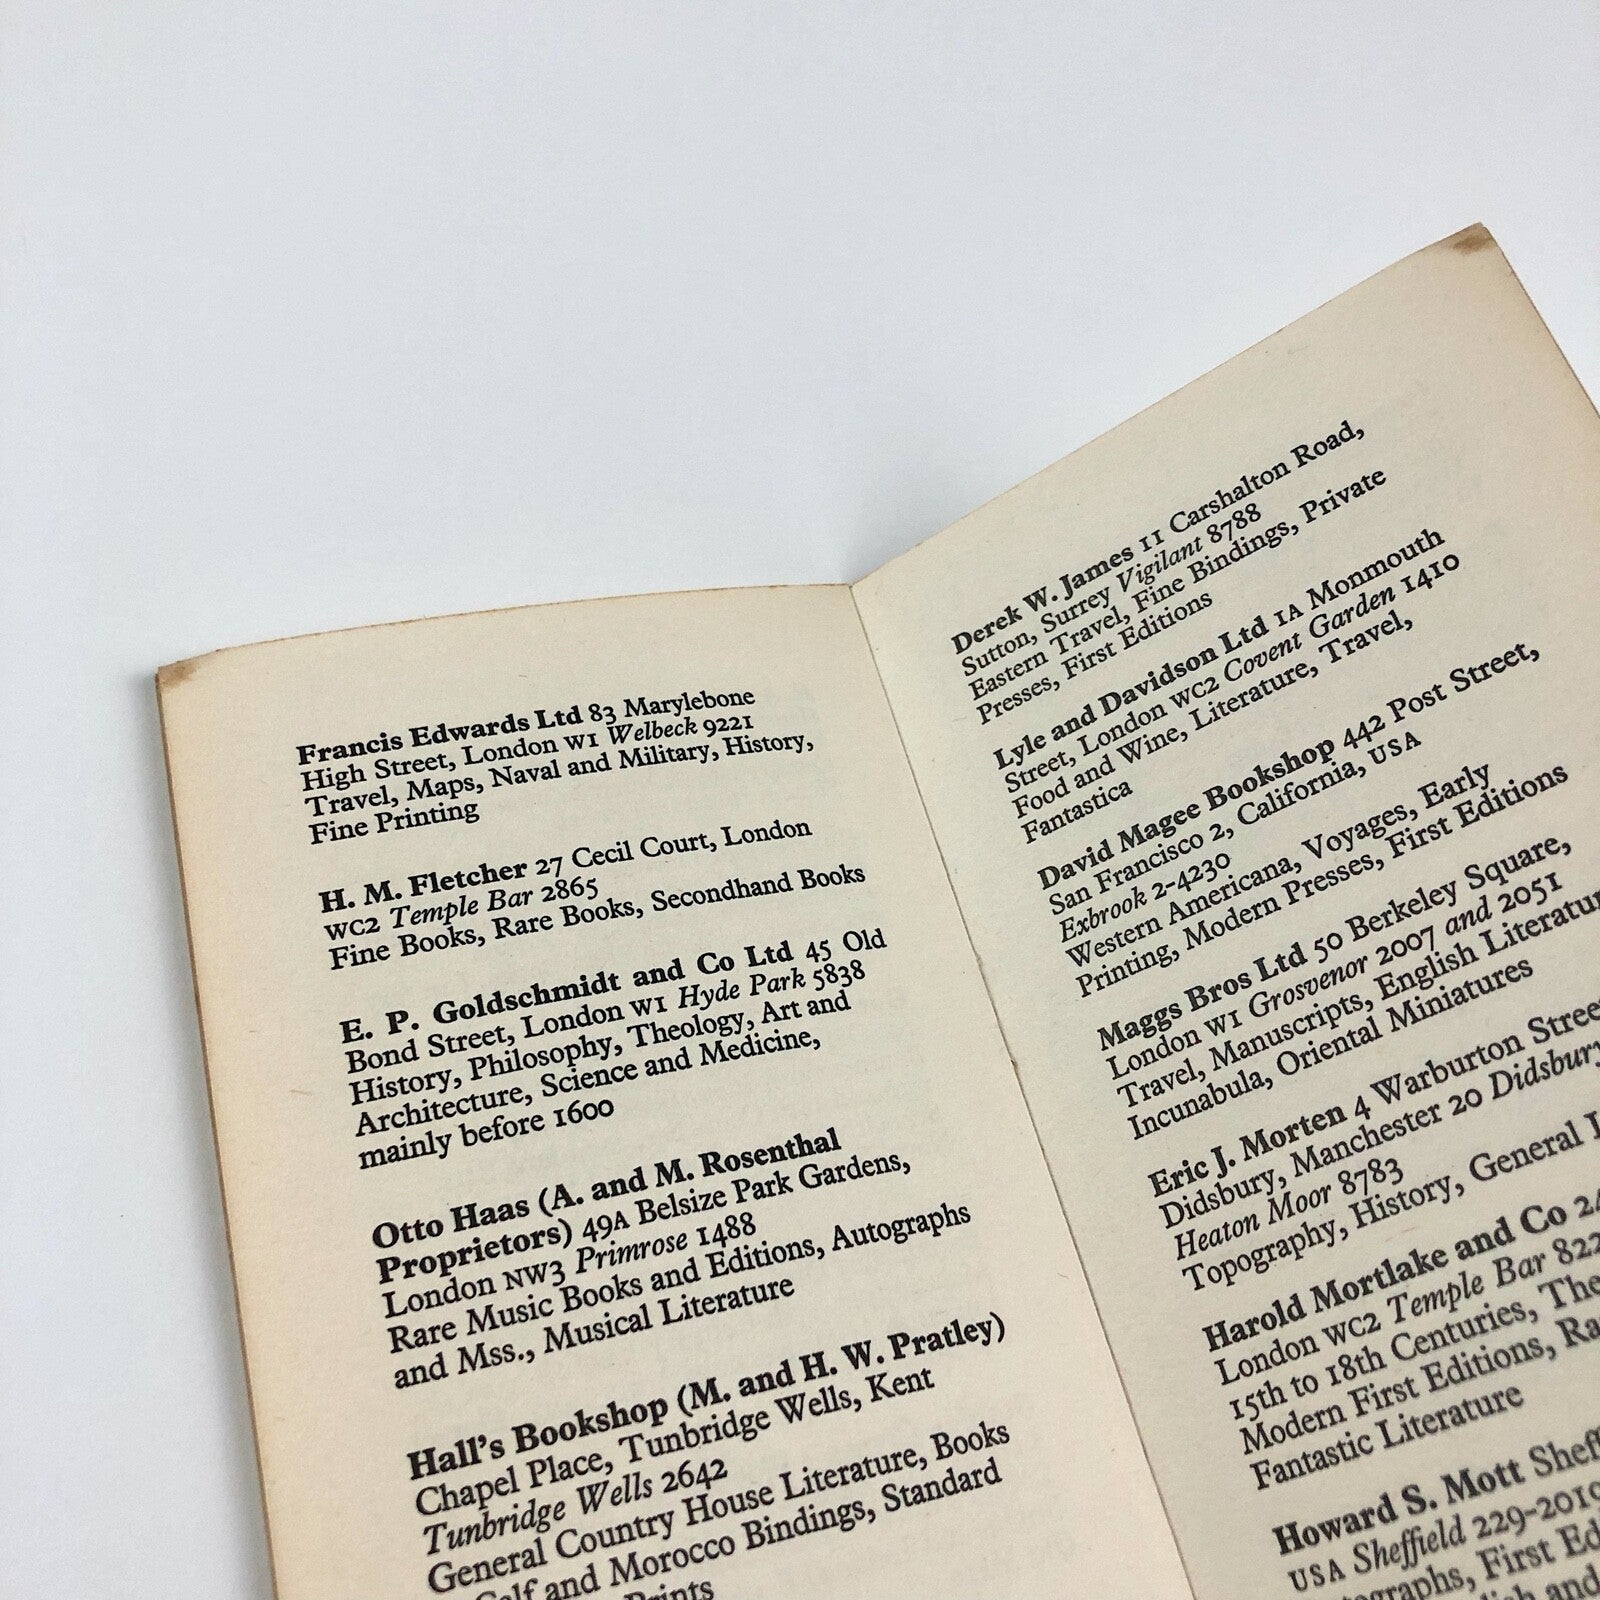 Francis Edwards Ltd 83 Marylebone
High Street, London W1 Welbeck 9221
Travel, Maps, Naval and Military, History,
Fine Printing
H. M. Fletcher 27 Cecil Court, London
WC2 Temple Bar 2865
Fine Books, Rare Books, Secondhand Books
E. P. Goldschmidt and Co Ltd 45 Old
Bond Street, London W1 Hyde Park 5838
History, Philosophy, Theology, Art and
Architecture, Science and Medicine,
mainly before 1600
Otto Haas (A. and M. Rosenthal
Proprietors) 49A Belsize Park Gardens,
London NW3 Primrose 1488
Rare Music Books and Editions, Autographs
and Mss., Musical Literature
Hall's Bookshop (M. and H. W. Pratley)
Chapel Place, Tunbridge Wells, Kent
Tunbridge Wells 2642
General Country House Literature, Books
and Morocco Bindings, Standard
Prints
Derek W. James 11 Carshalton Road,
Sutton, Surrey Vigilant 8788
Eastern Travel, Fine Bindings, Private
Presses, First Editions
Lyle and Davidson Ltd 1A Monmouth
Street, London WC2 Covent Garden 1410
Food and Wine, Literature, Travel,
Fantastica
David Magee Bookshop 442 Post Street,
San Francisco 2, California, USA
Exbrook 2-4230
Western Americana, Voyages, Early
Printing, Modern Presses, First Editions
Maggs Bros Ltd 50 Berkeley Square,
London W1 Grosvenor 2007 and 2051
Travel, Manuscripts, English
Incunabula, Oriental Miniatures
Eric J. Morten 4 Warburton
Didsbury, Manchester 20 Didsbury
Heaton Moor 8783
Topography, History, General
Harold Mortlake and Co
London WC2 Temple Bar
15th to 18th Centuries,
Modern First Editions,
Fantastic Literature
Howard S. Mott
USA Sheffield 229-2019
First
and